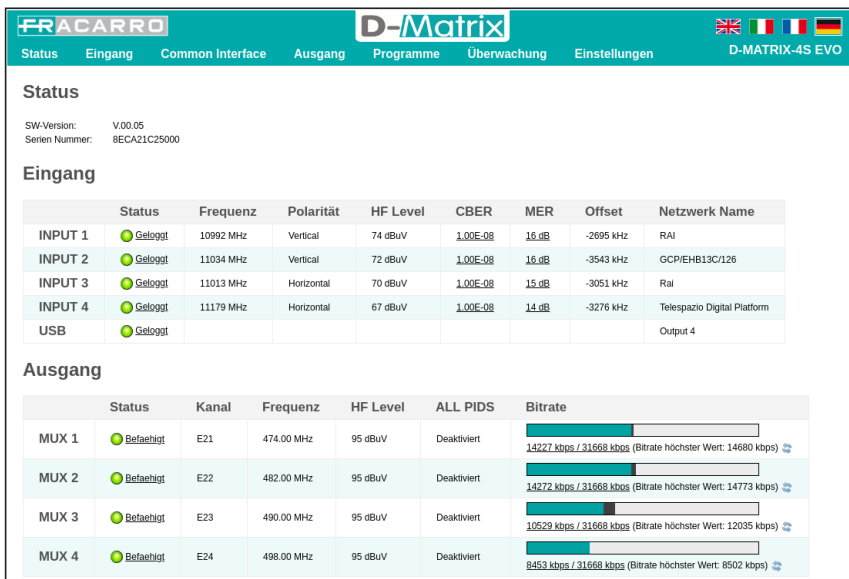 FRACARRO D-Matrix
Status Eingang Common Interface Ausgang Programme Überwachung Einstellungen D-MATRIX-4S EVO
Status
SW-Version: V.00.05
Serien Nummer: 8ECA21C25000
Eingang
Status Frequenz Polarität HF Level CBER MER Offset Netzwerk Name
INPUT 1 Geloggt 10992 MHz Vertical 74 dBuV 1.00E-08 16 dB -2695 kHz RAI
INPUT 2 Geloggt 11034 MHz Vertical 72 dBuV 1.00E-08 16 dB -3543 kHz GCP/EHB13C/126
INPUT 3 Geloggt 11013 MHz Horizontal 70 dBuV 1.00E-08 15 dB -3051 kHz Rai
INPUT 4 Geloggt 11179 MHz Horizontal 67 dBuV 1.00E-08 14 dB -3276 kHz Telespazio Digital Platform
USB Geloggt Output 4
Ausgang
Status Kanal Frequenz HF Level ALL PIDS Bitrate
MUX 1 Befaehigt E21 474.00 MHz 95 dBuV Deaktiviert 14227 kbps / 31668 kbps (Bitrate höchster Wert: 14680 kbps)
MUX 2 Befaehigt E22 482.00 MHz 95 dBuV Deaktiviert 14272 kbps / 31668 kbps (Bitrate höchster Wert: 14773 kbps)
MUX 3 Befaehigt E23 490.00 MHz 95 dBuV Deaktiviert 10529 kbps / 31668 kbps (Bitrate höchster Wert: 12035 kbps)
MUX 4 Befaehigt E24 498.00 MHz 95 dBuV Deaktiviert 8453 kbps / 31668 kbps (Bitrate höchster Wert: 8502 kbps)